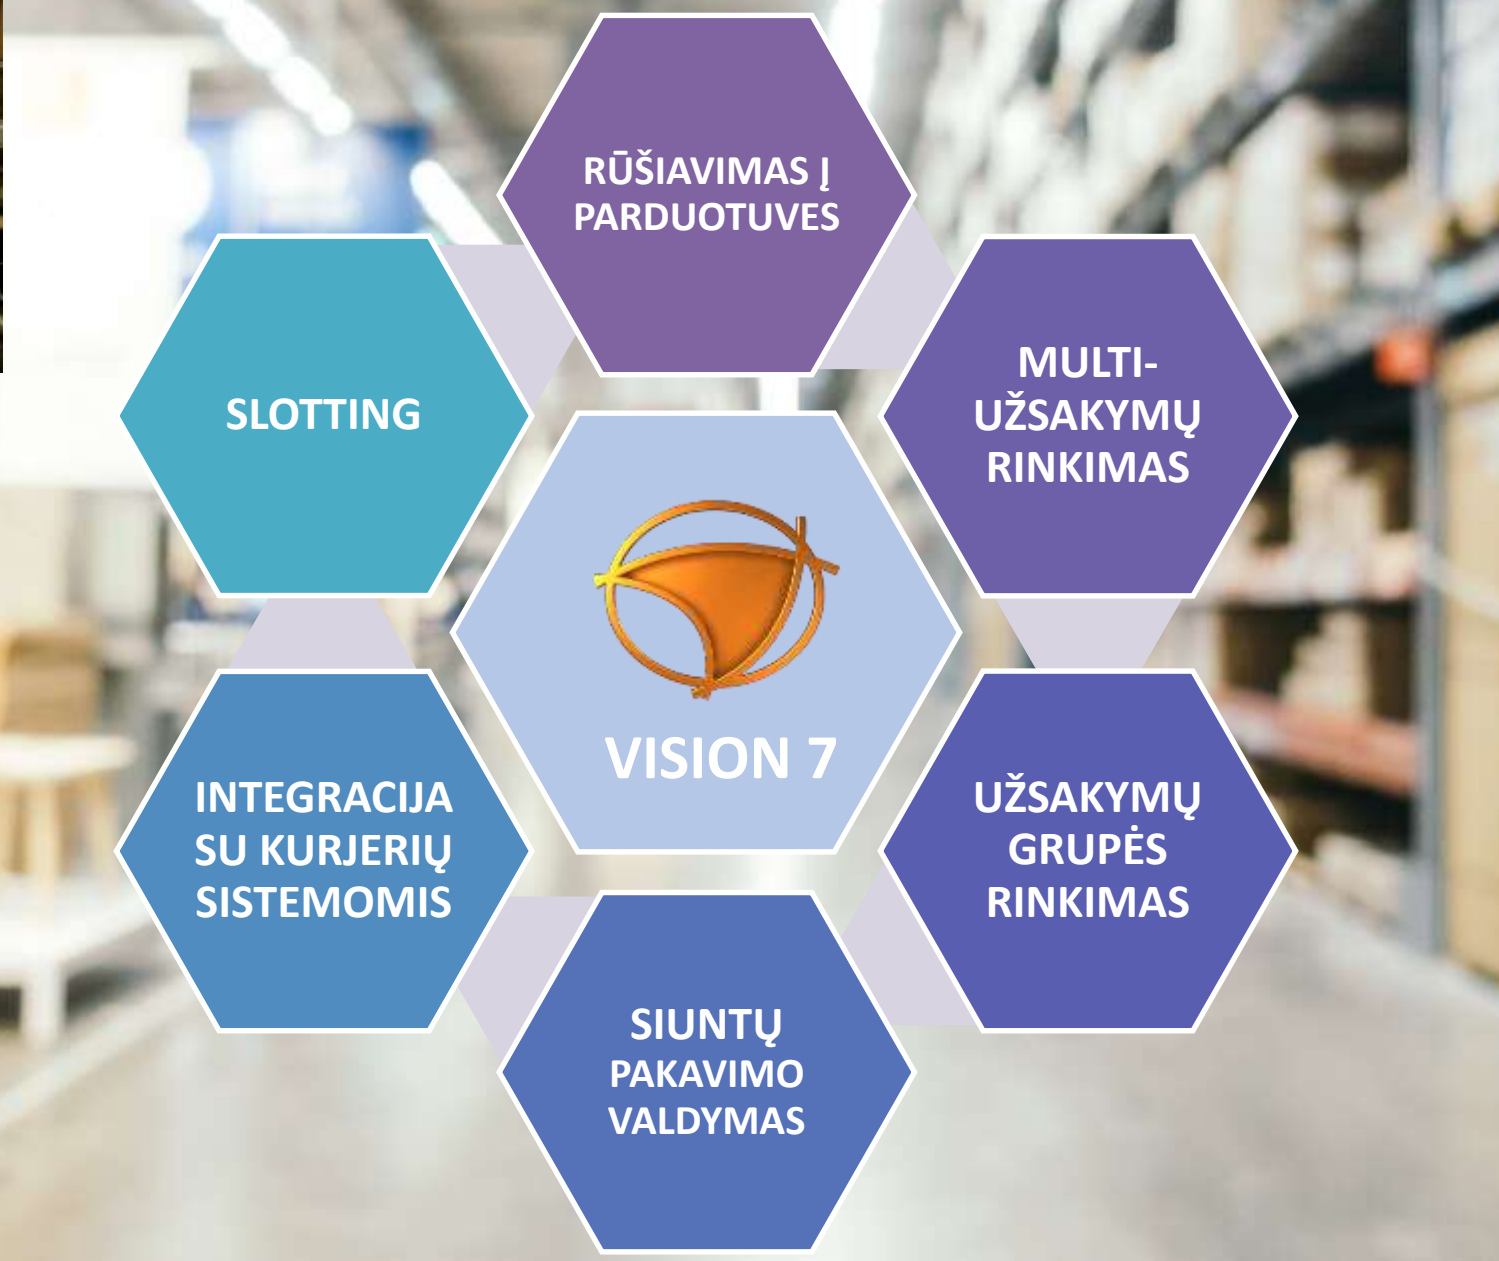 RŪŠIAVIMAS Į
PARDUOTUVES
MULTI-
UŽSAKYMŲ
RINKIMAS
UŽSAKYMŲ
GRUPĖS
RINKIMAS
SIUNTŲ
PAKAVIMO
VALDYMAS
INTEGRACIJA
SU KURJERIŲ
SISTEMOMIS
SLOTTING
VISION 7